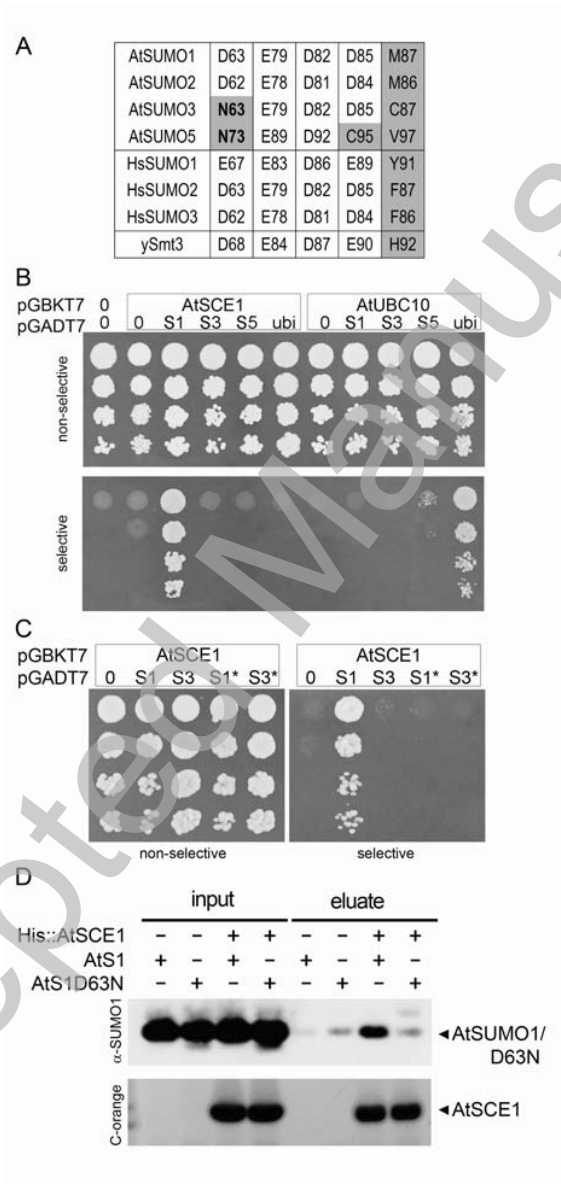 A
AtSUMO1 D63 E79 D82 D85 M87
AtSUMO2 D62 E78 D81 D84 M86
AtSUMO3 N63 E79 D82 D85 C87
AtSUMO5 N73 E89 D92 C95 V97
HsSUMO1 E67 E83 D86 E89 Y91
HsSUMO2 D63 E79 D82 D85 F87
HsSUMO3 D62 E78 D81 D84 F86
ySmt3 D68 E84 D87 E90 H92
B
pGBKT7 0 AtSCE1 AtUBC10
pGADT7 0 0 S1 S3 S5 ubi 0 S1 S3 S5 ubi
non-selective
selective
C
pGBKT7 AtSCE1 AtSCE1
pGADT7 0 S1 S3 S1* S3* 0 S1 S3 S1* S3*
non-selective selective
D
input eluate
His::AtSCE1 − − + + − − + +
AtS1 + − + − + − + −
AtS1D63N − + − + − + − +
α-SUMO1
◄AtSUMO1/
D63N
C-orange
◄AtSCE1
epted Manus